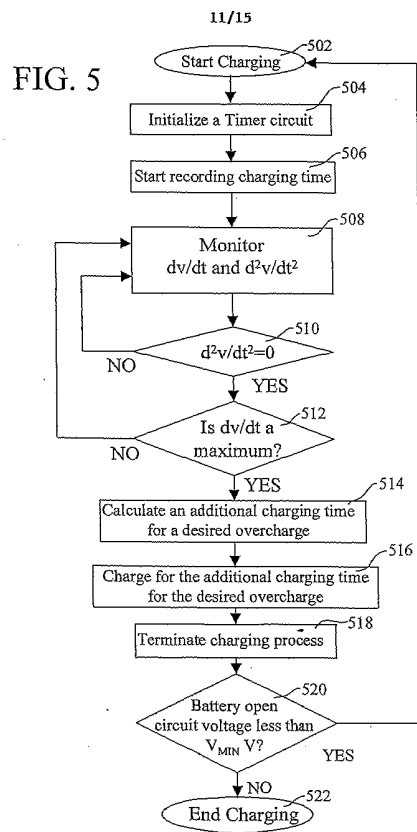 11/15
FIG. 5
Start Charging
502
Initialize a Timer circuit
504
Start recording charging time
506
Monitor
dv/dt and d²v/dt²
508
d²v/dt²=0
510
NO
YES
Is dv/dt a
maximum?
512
NO
YES
Calculate an additional charging time
for a desired overcharge
514
Charge for the additional charging time
for the desired overcharge
516
Terminate charging process
518
Battery open
circuit voltage less than
V_MIN V?
520
YES
NO
End Charging
522